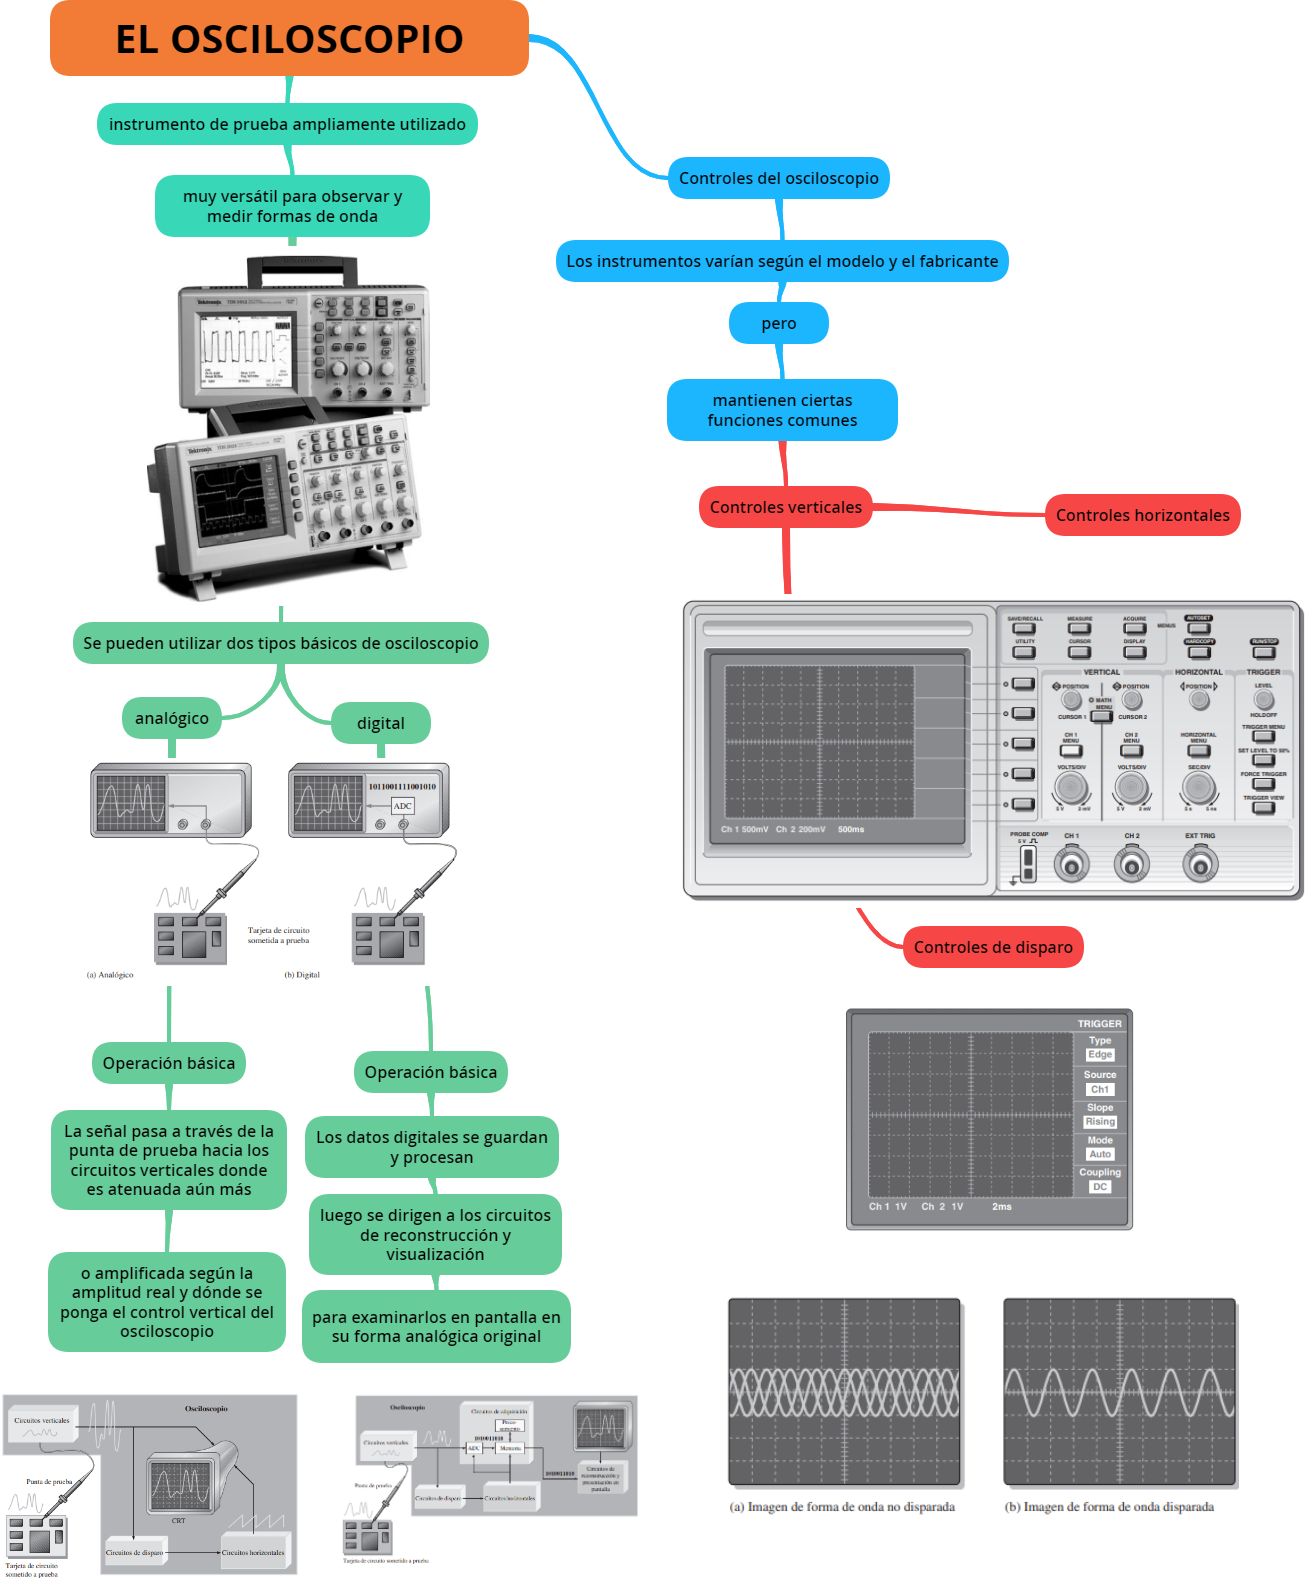 EL OSCILOSCOPIO
instrumento de prueba ampliamente utilizado
muy versátil para observar y
medir formas de onda
Tektronix
Tektronix
Se pueden utilizar dos tipos básicos de osciloscopio
analógico
digital
1011001111001010
ADC
Tarjeta de circuito
sometida a prueba
(a) Analógico
(b) Digital
Operación básica
La señal pasa a través de la
punta de prueba hacia los
circuitos verticales donde
es atenuada aún más
o amplificada según la
amplitud real y dónde se
ponga el control vertical del
osciloscopio
Operación básica
Los datos digitales se guardan
y procesan
luego se dirigen a los circuitos
de reconstrucción y
visualización
para examinarlos en pantalla en
su forma analógica original
Osciloscopio
Circuitos verticales
Punta de prueba
CRT
Circuitos de disparo
Circuitos horizontales
Tarjeta de circuito
sometido a prueba
Osciloscopio
Circuitos de adquisición
Circuitos verticales
1010011010
ADC
Memoria
1010011010
Punta de prueba
Circuitos de disparo
Circuitos horizontales
Circuitos de
reconstrucción y
presentación en
pantalla
Tarjeta de circuito sometido a prueba
Controles del osciloscopio
Los instrumentos varían según el modelo y el fabricante
pero
mantienen ciertas
funciones comunes
Controles verticales
Controles horizontales
SAVE/RECALL
MEASURE
ACQUIRE
MENUS
AUTOSET
UTILITY
CURSOR
DISPLAY
HARDCOPY
RUN/STOP
VERTICAL
HORIZONTAL
TRIGGER
POSITION
POSITION
POSITION
LEVEL
MATH
MENU
CURSOR 1
CURSOR 2
HOLDOFF
TRIGGER MENU
CH 1
MENU
CH 2
MENU
HORIZONTAL
MENU
SET LEVEL TO 50%
VOLTS/DIV
VOLTS/DIV
SEC/DIV
FORCE TRIGGER
TRIGGER VIEW
5 V 2 mV
5 V 2 mV
5 s 5 ns
Ch 1 500mV Ch 2 200mV 500ms
PROBE COMP
5 V
CH 1
CH 2
EXT TRIG
Controles de disparo
TRIGGER
Type
Edge
Source
Ch1
Slope
Rising
Mode
Auto
Coupling
DC
Ch 1 1V Ch 2 1V 2ms
(a) Imagen de forma de onda no disparada
(b) Imagen de forma de onda disparada